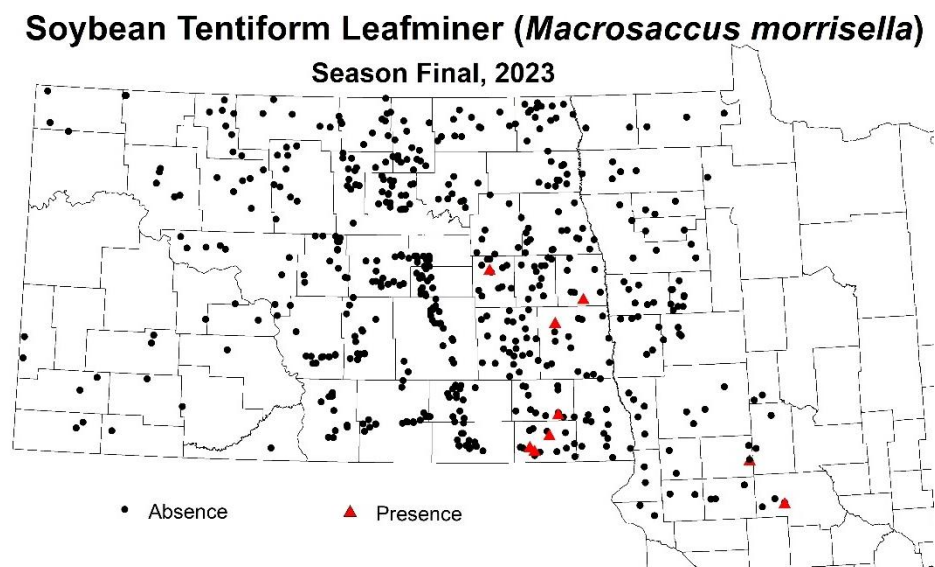 Soybean Tentiform Leafminer (Macrosaccus morrisella)
Season Final, 2023
Absence
Presence